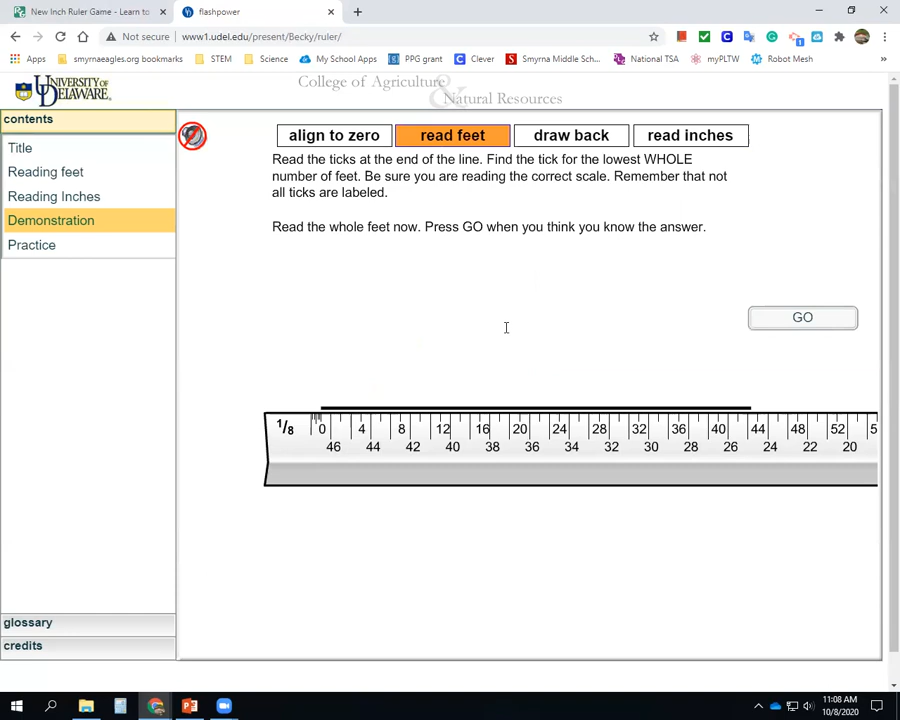 New Inch Ruler Game - Learn to
flashpower
Not secure www1.udel.edu/present/Becky/ruler/
Apps smyrnaeagles.org bookmarks STEM Science My School Apps PPG grant Clever Smyrna Middle Sch... National TSA myPLTW Robot Mesh »
UNIVERSITY OF DELAWARE
College of Agriculture
& Natural Resources
contents
Title
Reading feet
Reading Inches
Demonstration
Practice
glossary
credits
align to zero read feet draw back read inches
Read the ticks at the end of the line. Find the tick for the lowest WHOLE
number of feet. Be sure you are reading the correct scale. Remember that not
all ticks are labeled.
Read the whole feet now. Press GO when you think you know the answer.
GO
1/8 0 4 8 12 16 20 24 28 32 36 40 44 48 52 5
46 44 42 40 38 36 34 32 30 28 26 24 22 20
11:08 AM
10/8/2020